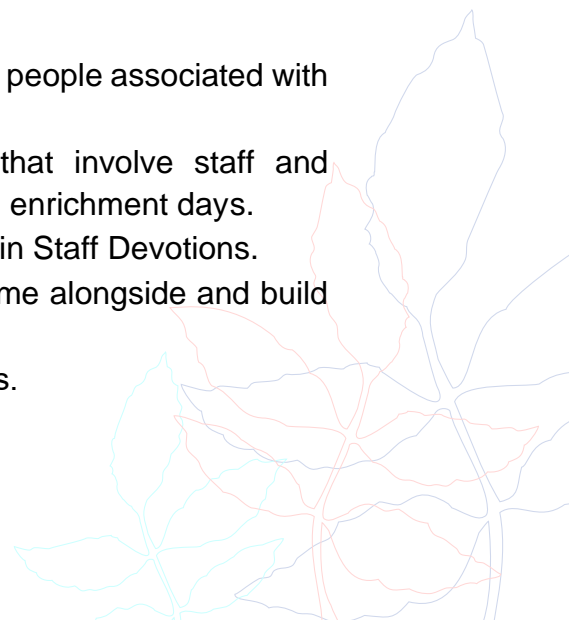 people associated with
that involve staff and
enrichment days.
in Staff Devotions.
me alongside and build
s.